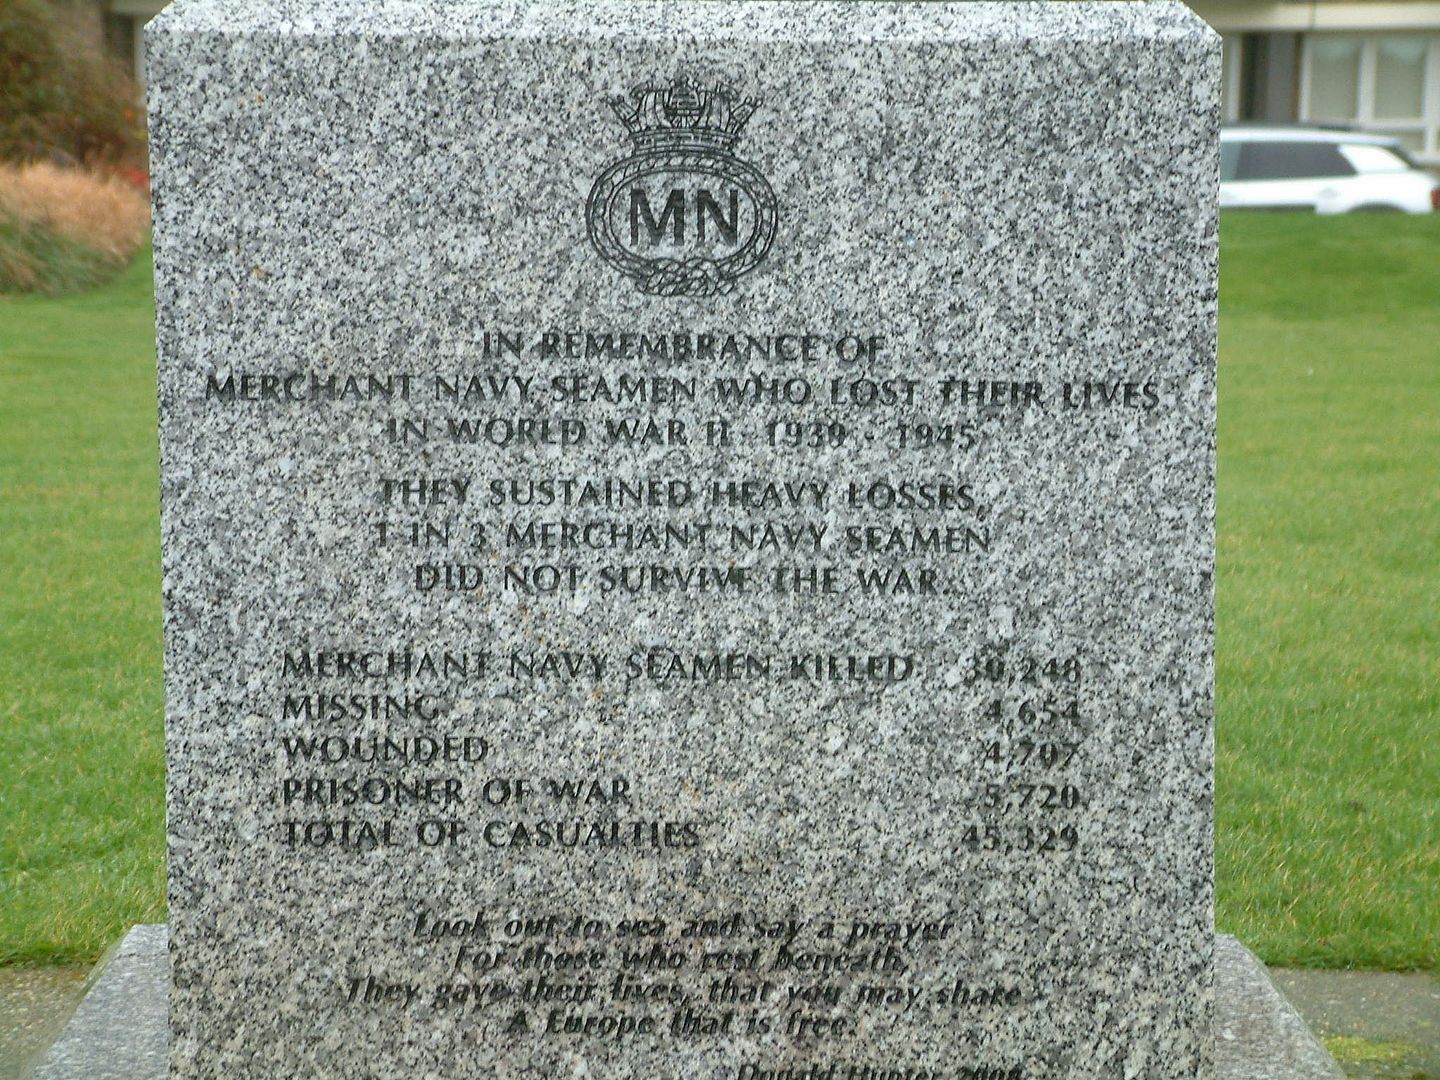 MN
IN REMEMBRANCE OF
MERCHANT NAVY SEAMEN WHO LOST THEIR LIVES
IN WORLD WAR II 1939 - 1945
THEY SUSTAINED HEAVY LOSSES,
1 IN 3 MERCHANT NAVY SEAMEN
DID NOT SURVIVE THE WAR.
MERCHANT NAVY SEAMEN KILLED 30,248
MISSING 4,654
WOUNDED 4,707
PRISONER OF WAR 5,720
TOTAL OF CASUALTIES 45,329
Look out to sea and say a prayer
For those who rest beneath,
They gave their lives, that you may share
A Europe that is free.
Donald Hunter